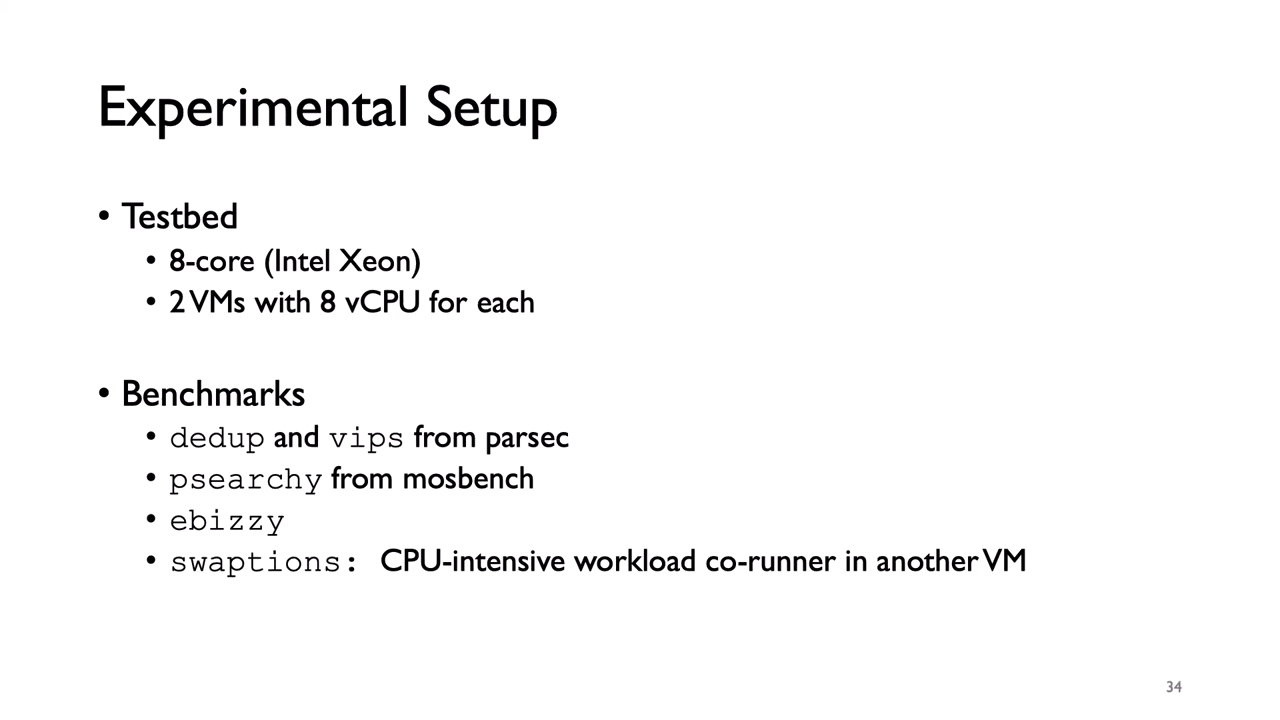 Experimental Setup
• Testbed
• 8-core (Intel Xeon)
• 2 VMs with 8 vCPU for each
• Benchmarks
• dedup and vips from parsec
• psearchy from mosbench
• ebizzy
• swaptions: CPU-intensive workload co-runner in another VM
34